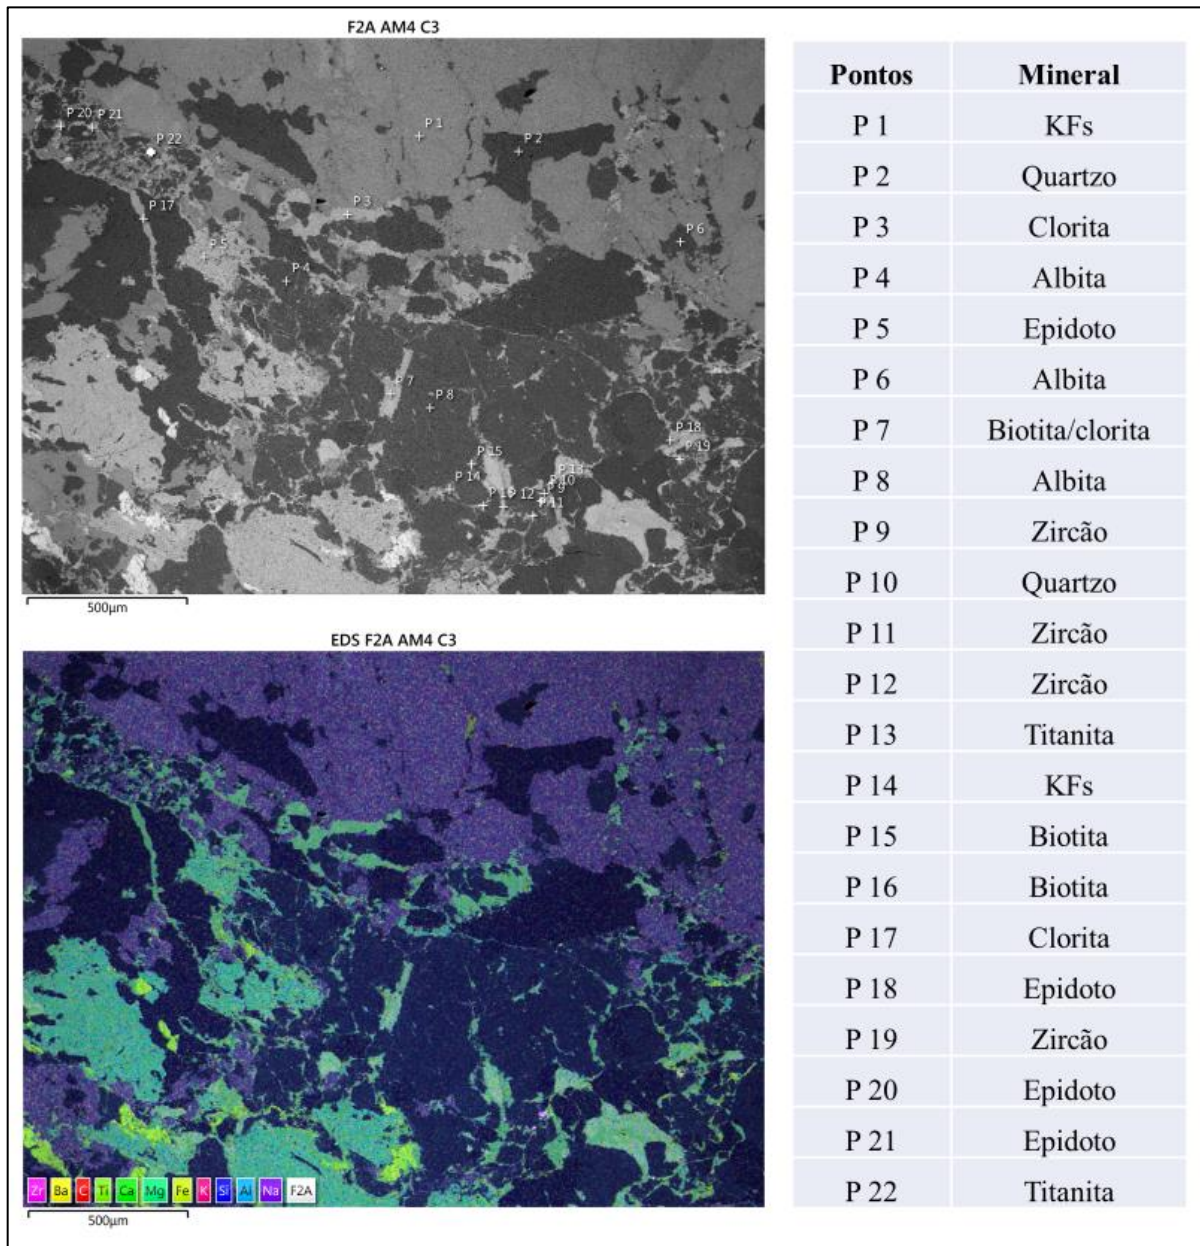 F2A AM4 C3
P 20 P 21
P 22
P 1
P 2
P 17
P 3
P 6
P 5
P 4
P 7
P 8
P 18
P 19
P 15
P 14
P 13
P 10
P 9
P 12
P 11
500µm
EDS F2A AM4 C3
Zr Ba C Ti Ca Mg Fe K Si Al Na F2A
500µm
Pontos Mineral
P 1 KFs
P 2 Quartzo
P 3 Clorita
P 4 Albita
P 5 Epidoto
P 6 Albita
P 7 Biotita/clorita
P 8 Albita
P 9 Zircão
P 10 Quartzo
P 11 Zircão
P 12 Zircão
P 13 Titanita
P 14 KFs
P 15 Biotita
P 16 Biotita
P 17 Clorita
P 18 Epidoto
P 19 Zircão
P 20 Epidoto
P 21 Epidoto
P 22 Titanita